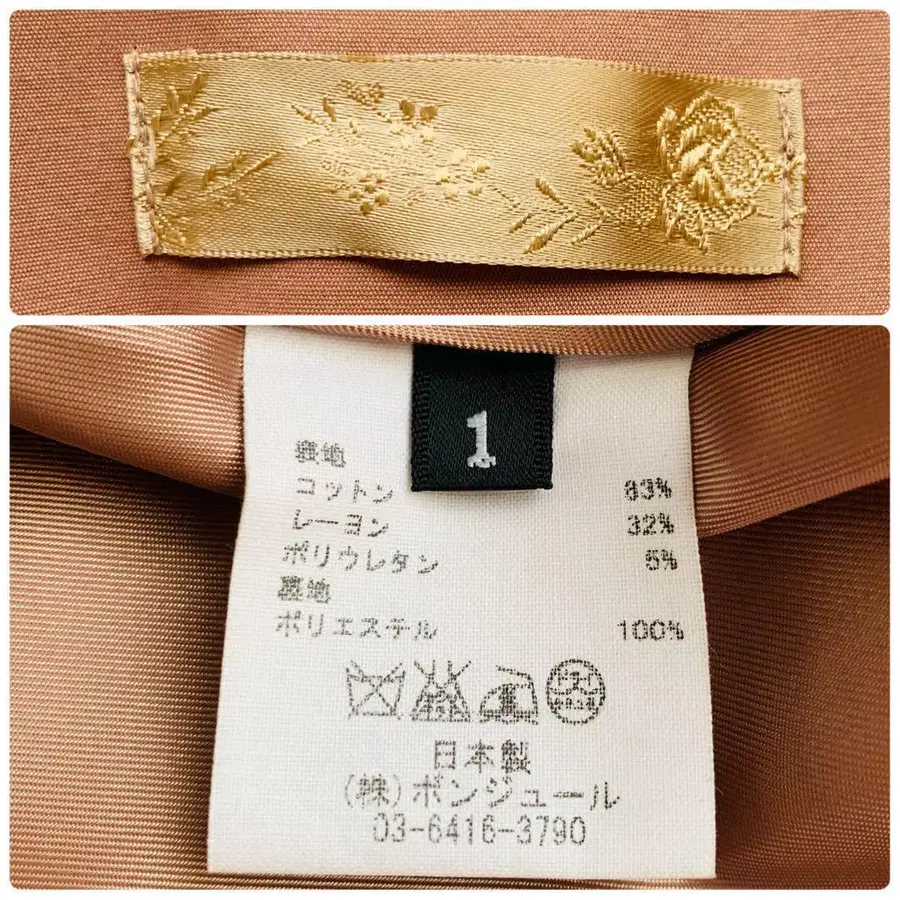 1
表地
コットン 63%
レーヨン 32%
ポリウレタン 5%
裏地
ポリエステル 100%
日本製
(株)ボンジュール
03-6416-3790